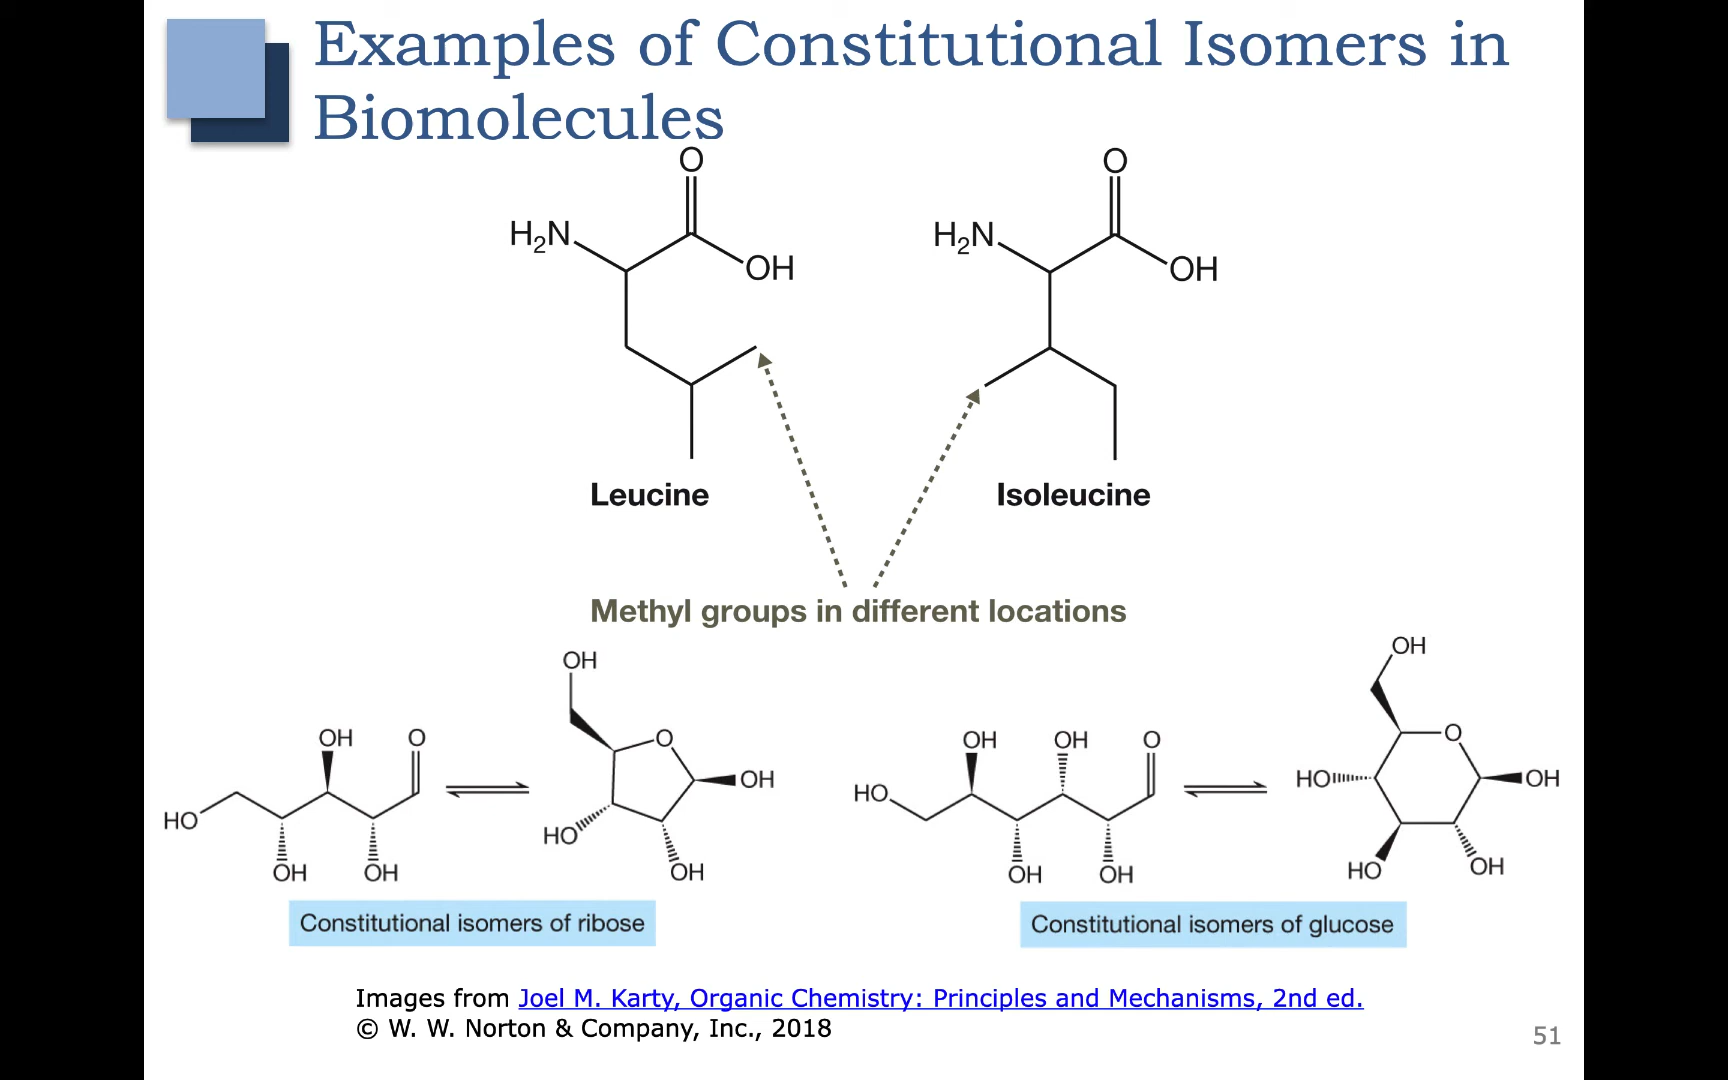 Examples of Constitutional Isomers in
Biomolecules
O
H₂N
OH
O
H₂N
OH
Leucine
Isoleucine
Methyl groups in different locations
OH
O
HO
OH
OH
OH
O
OH
HO
OH
Constitutional isomers of ribose
OH
OH
O
HO
OH
OH
OH
O
HO
OH
HO
OH
Constitutional isomers of glucose
Images from Joel M. Karty, Organic Chemistry: Principles and Mechanisms, 2nd ed.
© W. W. Norton & Company, Inc., 2018
51